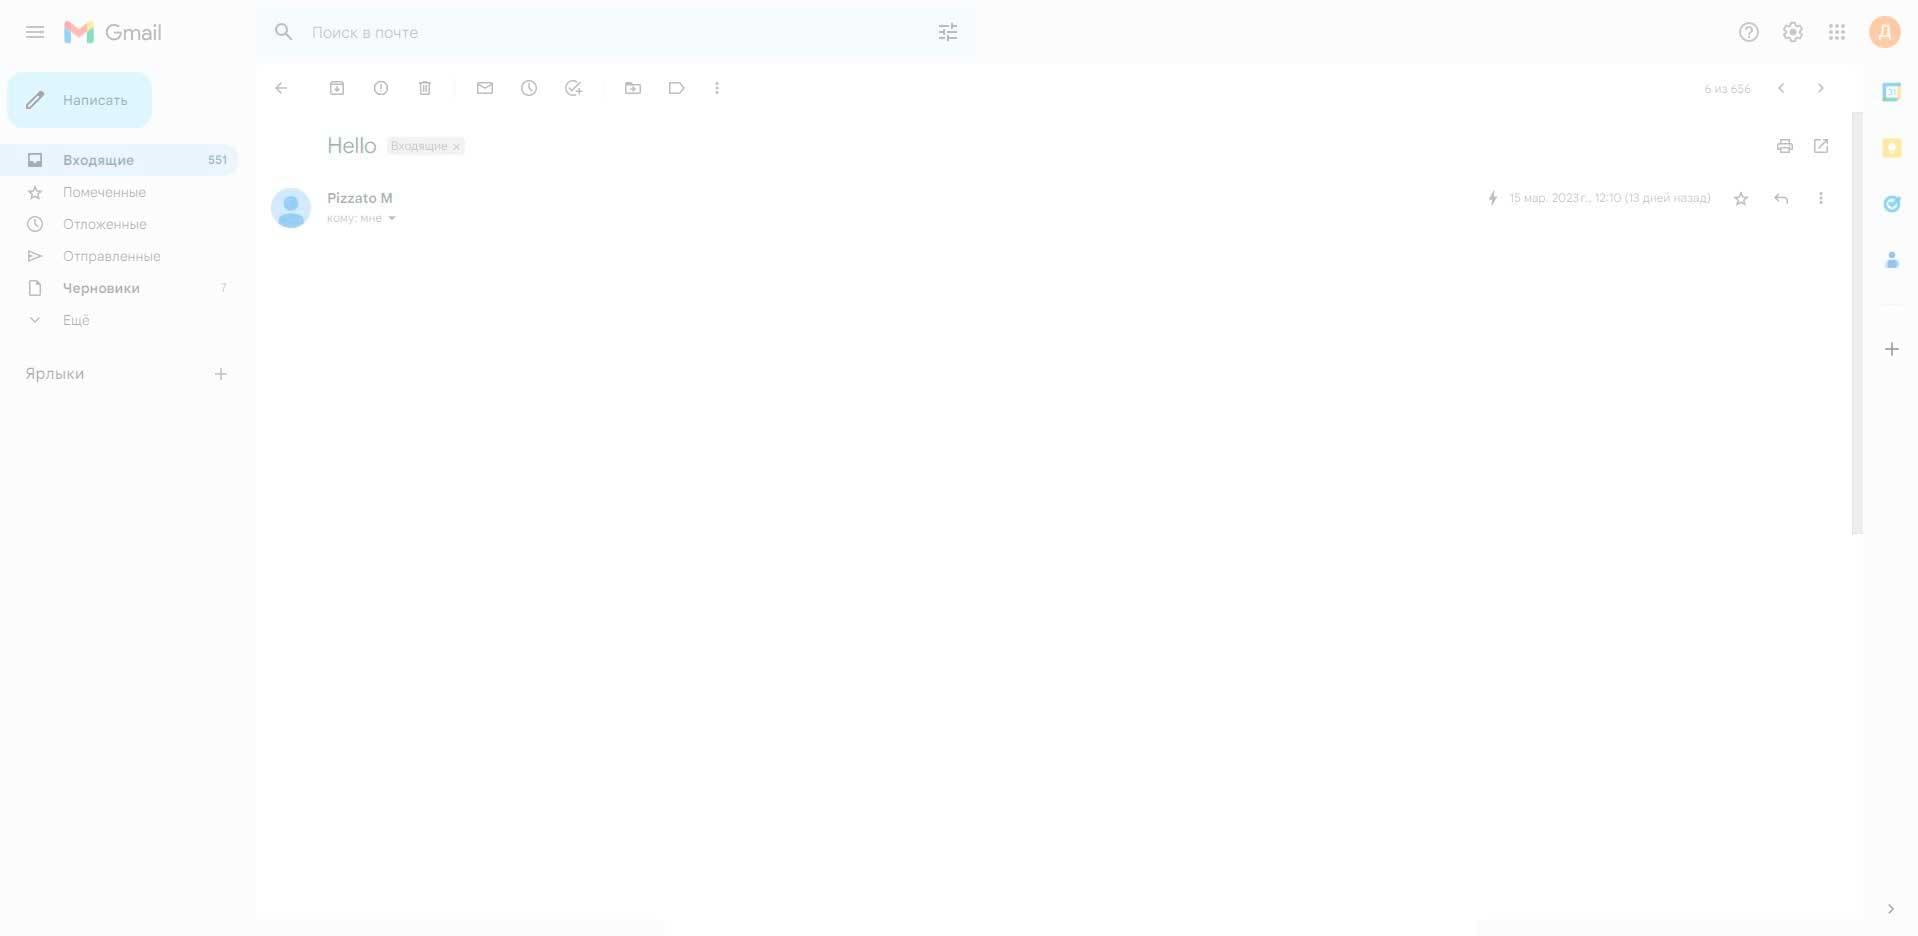 Gmail
Поиск в почте
Д
Написать
6 из 656
31
Hello Входящие ×
Входящие 551
Помеченные
Pizzato M
15 мар. 2023 г., 12:10 (13 дней назад)
кому: мне
Отложенные
Отправленные
Черновики 7
Ещё
Ярлыки